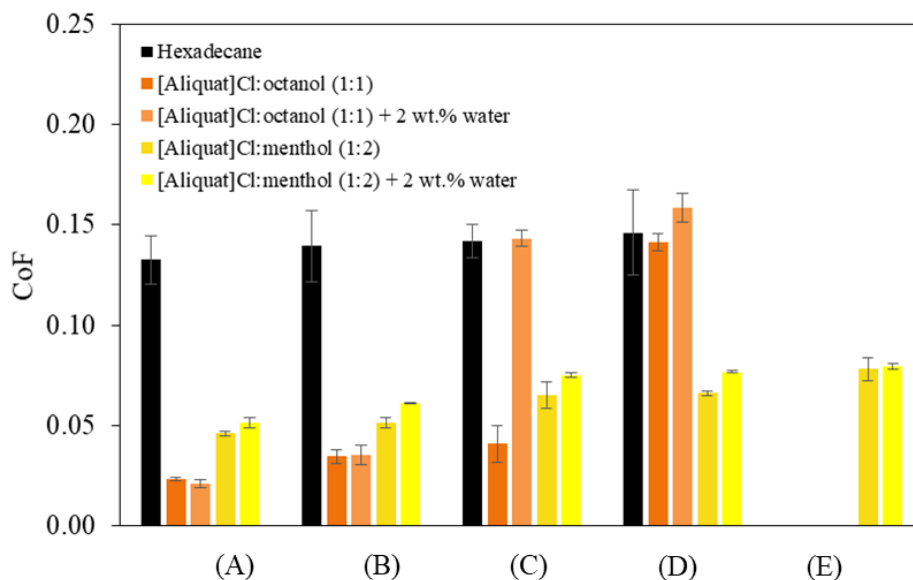 0.25
Hexadecane
[Aliquat]Cl:octanol (1:1)
0.20
[Aliquat]Cl:octanol (1:1) + 2 wt.% water
[Aliquat]Cl:menthol (1:2)
[Aliquat]Cl:menthol (1:2) + 2 wt.% water
0.15
CoF
0.10
0.05
0.00
(A) (B) (C) (D) (E)